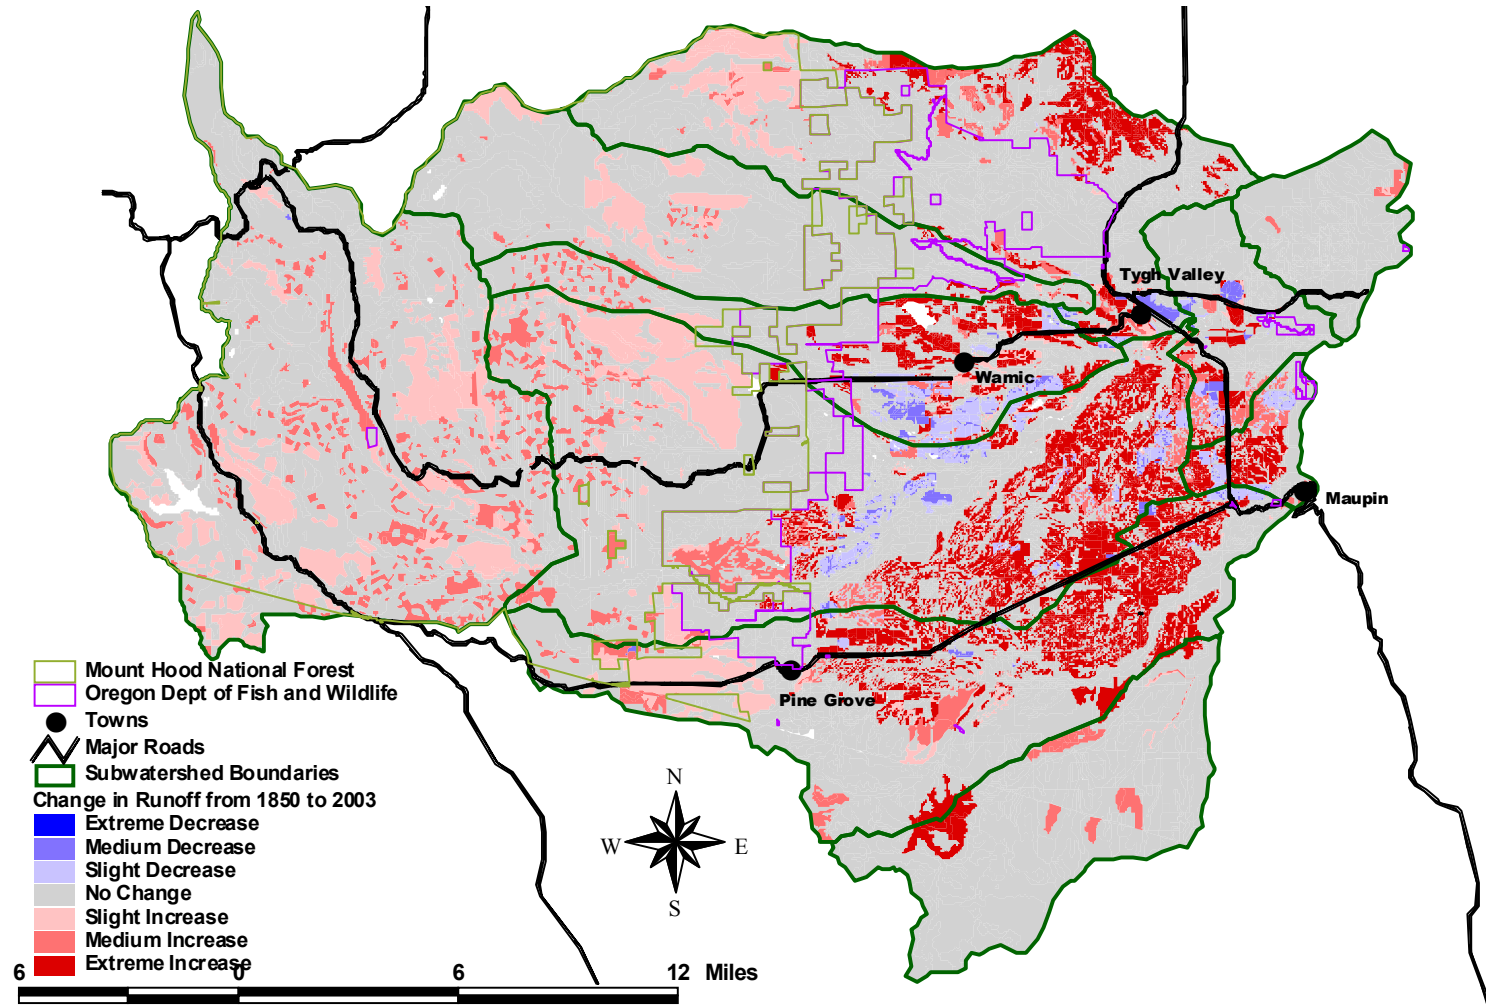 Tygh Valley
Wamic
Maupin
Pine Grove
Mount Hood National Forest
Oregon Dept of Fish and Wildlife
Towns
Major Roads
Subwatershed Boundaries
Change in Runoff from 1850 to 2003
Extreme Decrease
Medium Decrease
Slight Decrease
No Change
Slight Increase
Medium Increase
Extreme Increase
N
W E
S
6 0 6 12 Miles